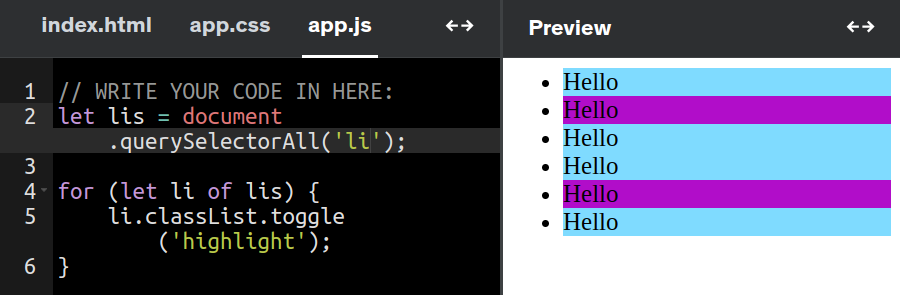 index.html app.css app.js
Preview
1 // WRITE YOUR CODE IN HERE:
2 let lis = document
.querySelectorAll('li');
3
4 for (let li of lis) {
5 li.classList.toggle
('highlight');
6 }
Hello
Hello
Hello
Hello
Hello
Hello